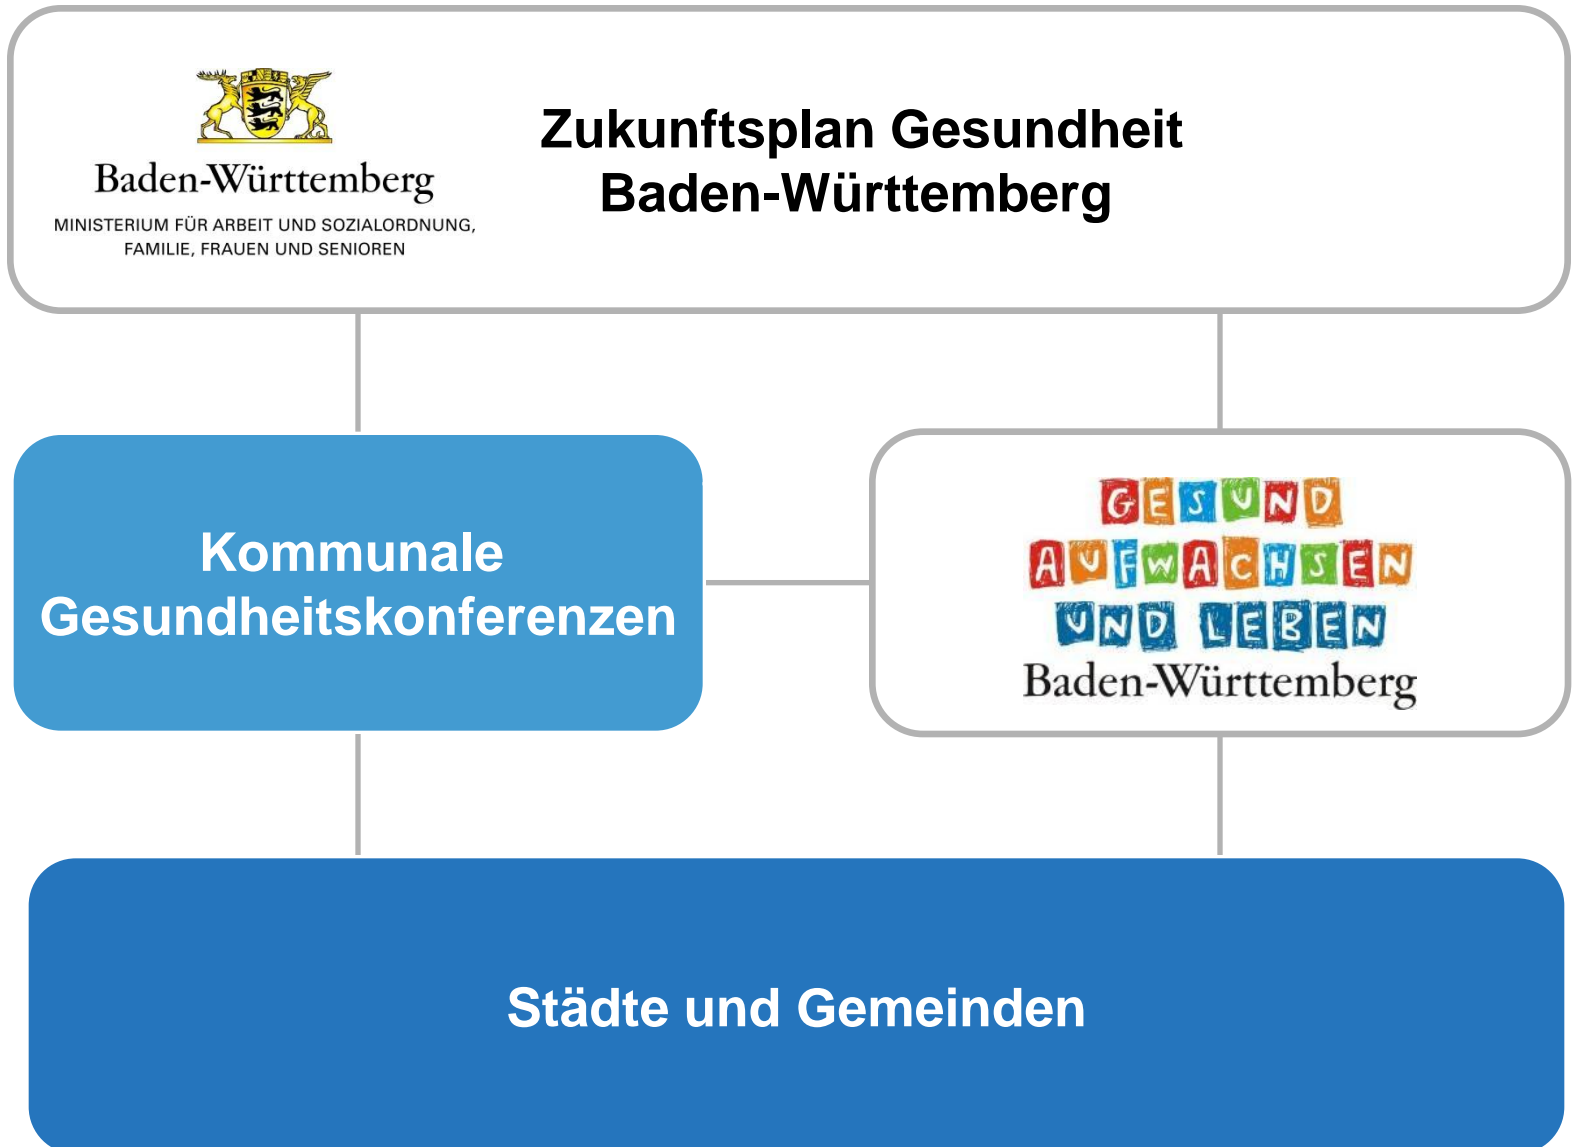 Baden-Württemberg
MINISTERIUM FÜR ARBEIT UND SOZIALORDNUNG,
FAMILIE, FRAUEN UND SENIOREN
Zukunftsplan Gesundheit
Baden-Württemberg
Kommunale
Gesundheitskonferenzen
GESUND
AUFWACHSEN
UND LEBEN
Baden-Württemberg
Städte und Gemeinden